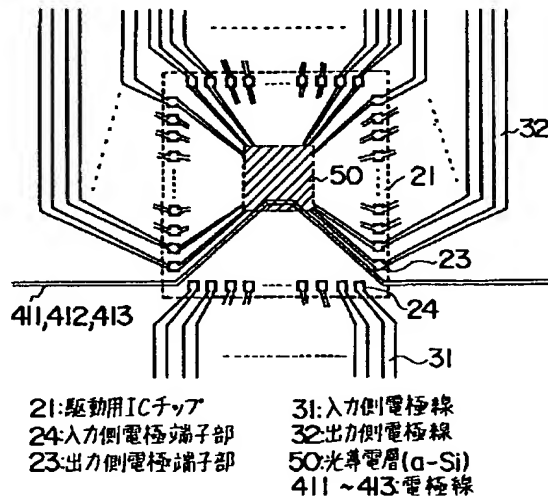 32
50
21
23
24
411,412,413
31
21:駆動用ICチップ
24:入力側電極端子部
23:出力側電極端子部
31:入力側電極線
32:出力側電極線
50:光導電層(a-Si)
411~413:電極線